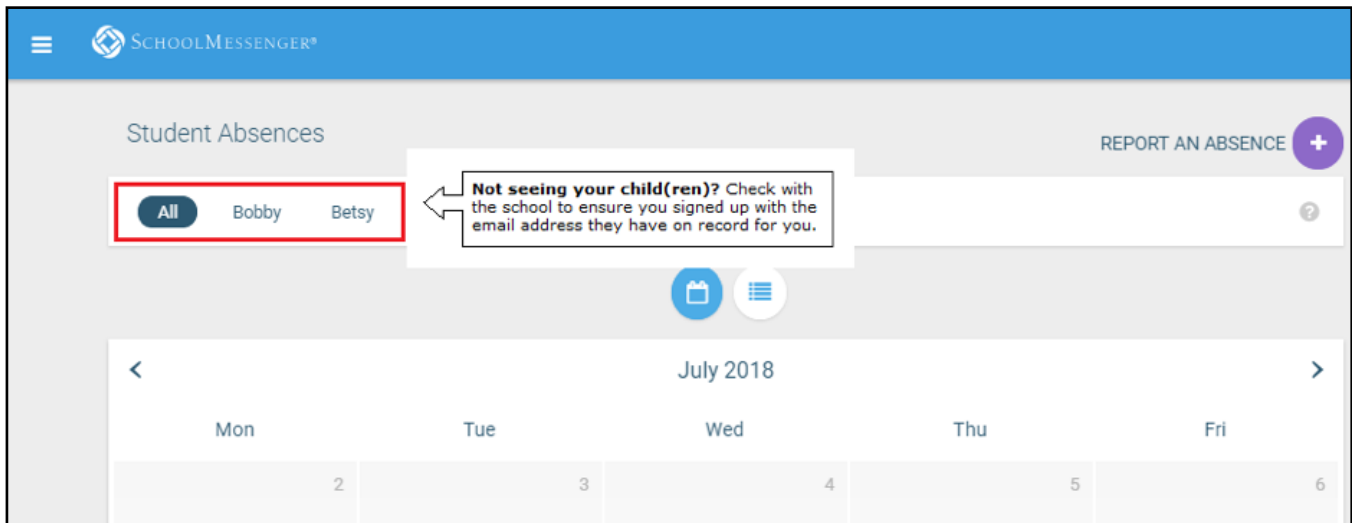 SCHOOLMESSENGER®
Student Absences
REPORT AN ABSENCE
All Bobby Betsy
Not seeing your child(ren)? Check with
the school to ensure you signed up with the
email address they have on record for you.
July 2018
Mon Tue Wed Thu Fri
2 3 4 5 6